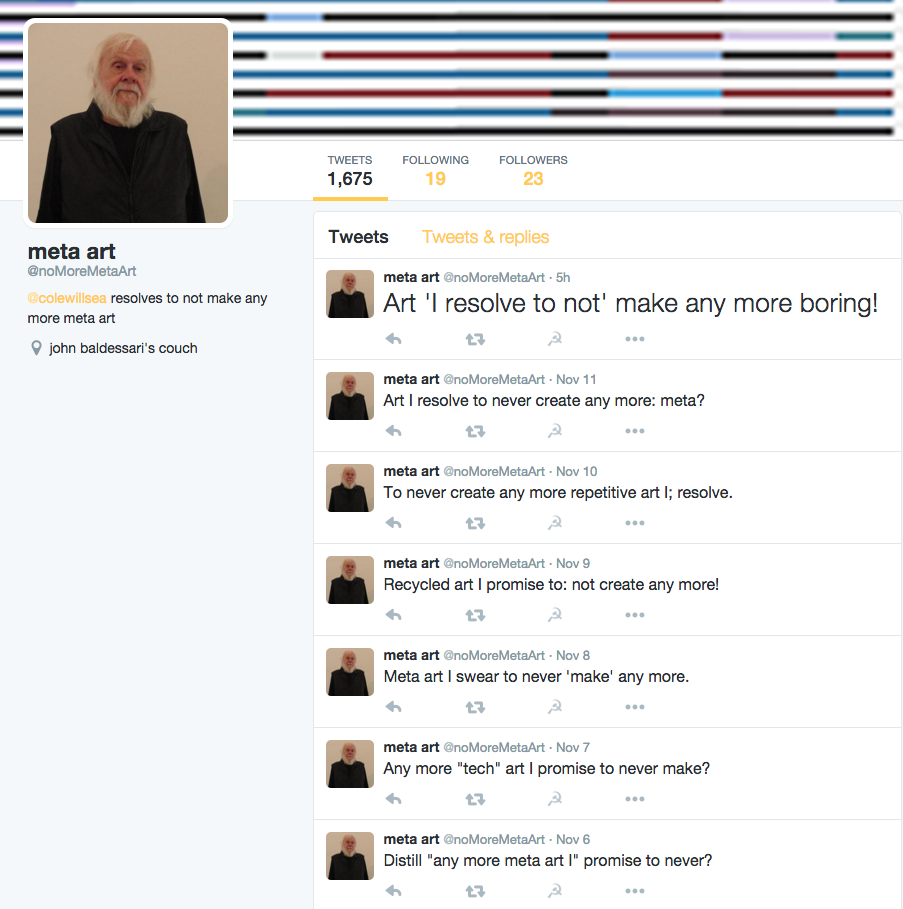 TWEETS FOLLOWING FOLLOWERS
1,675 19 23
meta art
@noMoreMetaArt
@colewillsea resolves to not make any
more meta art
john baldessari's couch
Tweets Tweets & replies
meta art @noMoreMetaArt · 5h
Art 'I resolve to not' make any more boring!
meta art @noMoreMetaArt · Nov 11
Art I resolve to never create any more: meta?
meta art @noMoreMetaArt · Nov 10
To never create any more repetitive art I; resolve.
meta art @noMoreMetaArt · Nov 9
Recycled art I promise to: not create any more!
meta art @noMoreMetaArt · Nov 8
Meta art I swear to never 'make' any more.
meta art @noMoreMetaArt · Nov 7
Any more "tech" art I promise to never make?
meta art @noMoreMetaArt · Nov 6
Distill "any more meta art I" promise to never?